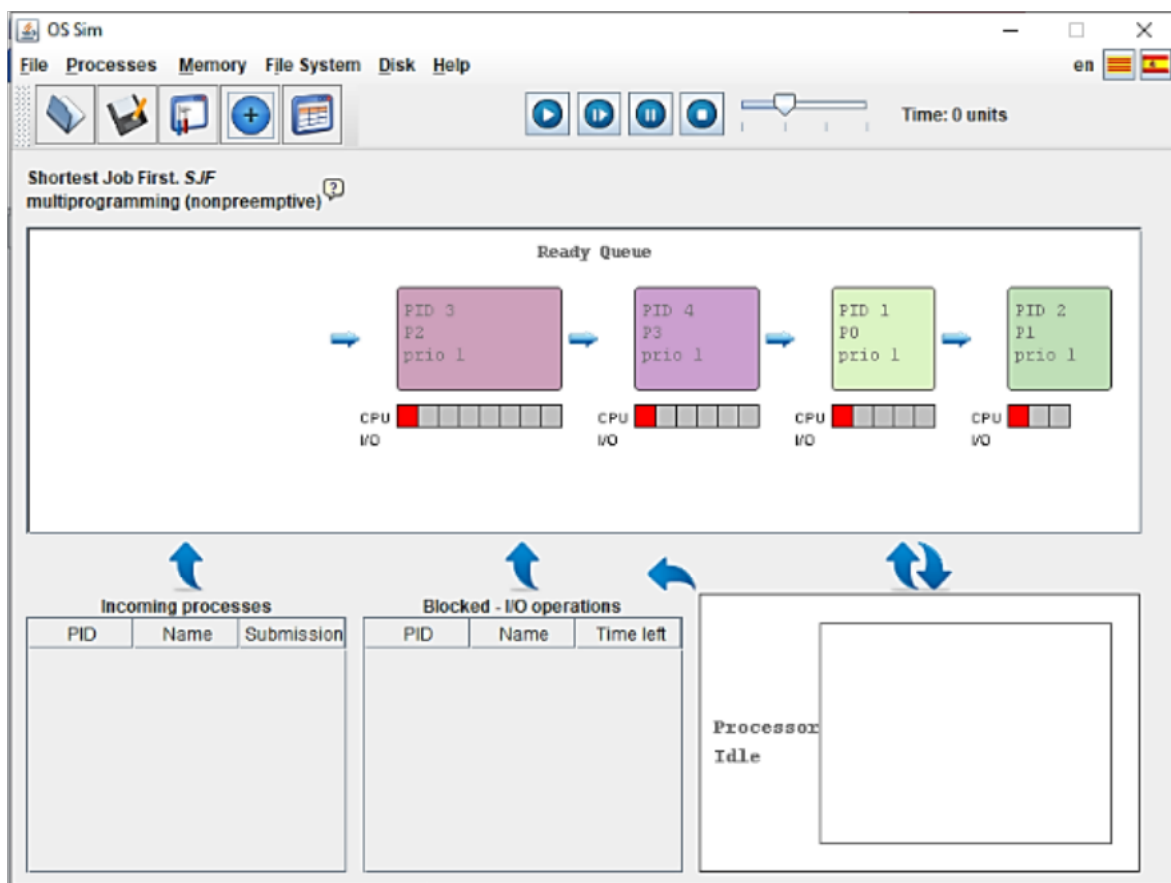 OS Sim
File Processes Memory File System Disk Help
en
Time: 0 units
Shortest Job First. SJF
multiprogramming (nonpreemptive)
?
Ready Queue
PID 3
P2
prio 1
CPU
I/O
PID 4
P3
prio 1
CPU
I/O
PID 1
P0
prio 1
CPU
I/O
PID 2
P1
prio 1
CPU
I/O
Incoming processes
PID Name Submission
Blocked - I/O operations
PID Name Time left
Processor
Idle